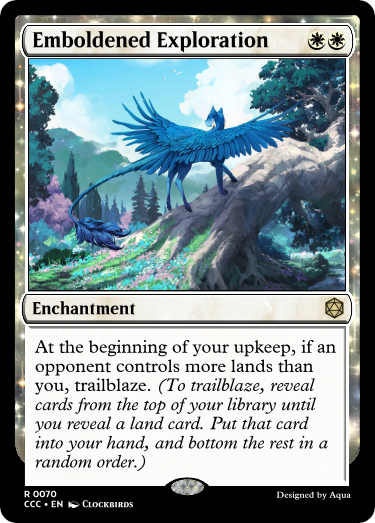 Emboldened Exploration
Enchantment
At the beginning of your upkeep, if an
opponent controls more lands than
you, trailblaze. (To trailblaze, reveal
cards from the top of your library until
you reveal a land card. Put that card
into your hand, and bottom the rest in a
random order.)
R 0070
CCC • EN Clockbirds
Designed by Aqua